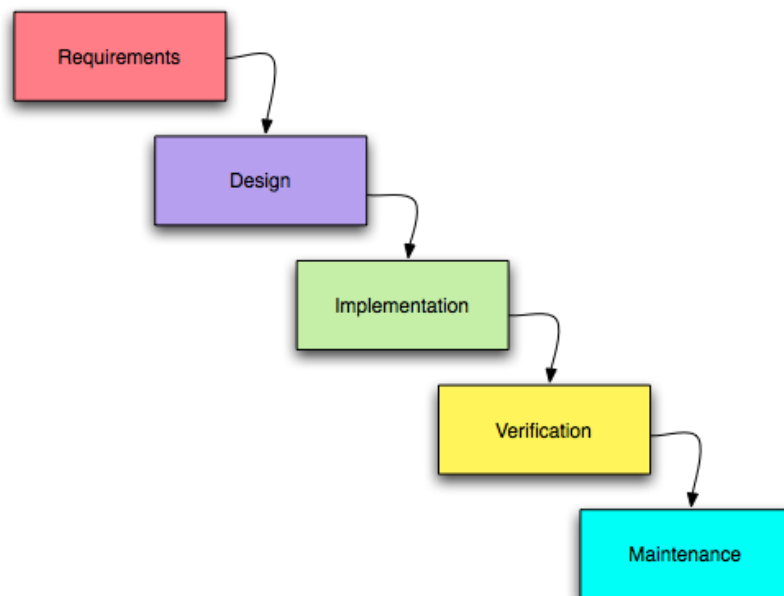 Requirements
Design
Implementation
Verification
Maintenance